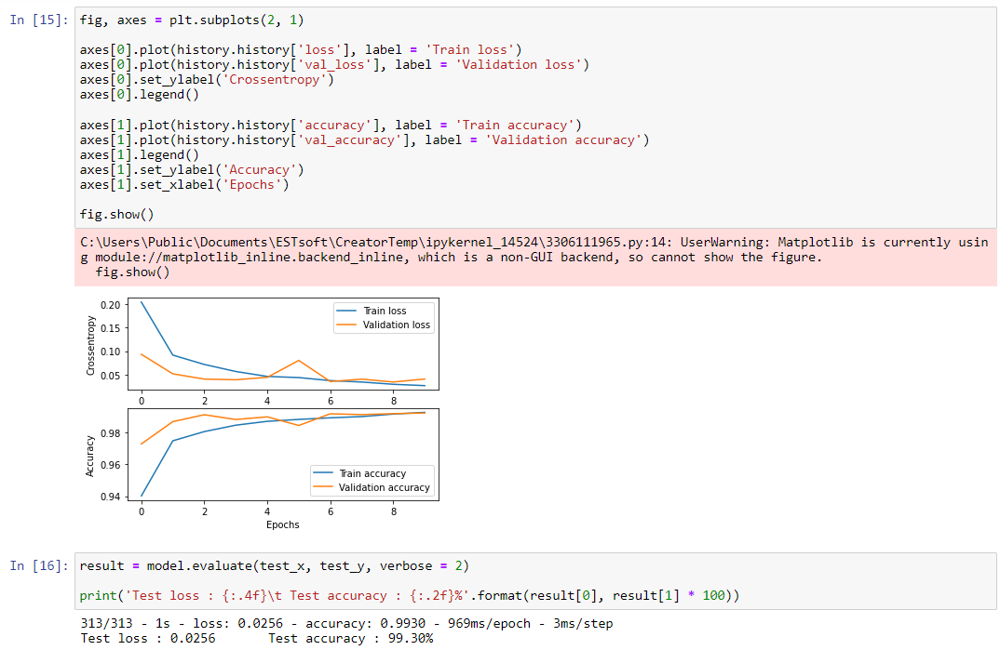 In [15]:
fig, axes = plt.subplots(2, 1)
axes[0].plot(history.history['loss'], label = 'Train loss')
axes[0].plot(history.history['val_loss'], label = 'Validation loss')
axes[0].set_ylabel('Crossentropy')
axes[0].legend()
axes[1].plot(history.history['accuracy'], label = 'Train accuracy')
axes[1].plot(history.history['val_accuracy'], label = 'Validation accuracy')
axes[1].legend()
axes[1].set_ylabel('Accuracy')
axes[1].set_xlabel('Epochs')
fig.show()
C:\Users\Public\Documents\ESTsoft\CreatorTemp\ipykernel_14524\3306111965.py:14: UserWarning: Matplotlib is currently usin
g module://matplotlib_inline.backend_inline, which is a non-GUI backend, so cannot show the figure.
  fig.show()
Crossentropy
0.20
0.15
0.10
0.05
Train loss
Validation loss
0 2 4 6 8
Accuracy
0.98
0.96
0.94
Train accuracy
Validation accuracy
0 2 4 6 8
Epochs
In [16]:
result = model.evaluate(test_x, test_y, verbose = 2)
print('Test loss : {:.4f}\t Test accuracy : {:.2f}%'.format(result[0], result[1] * 100))
313/313 - 1s - loss: 0.0256 - accuracy: 0.9930 - 969ms/epoch - 3ms/step
Test loss : 0.0256       Test accuracy : 99.30%